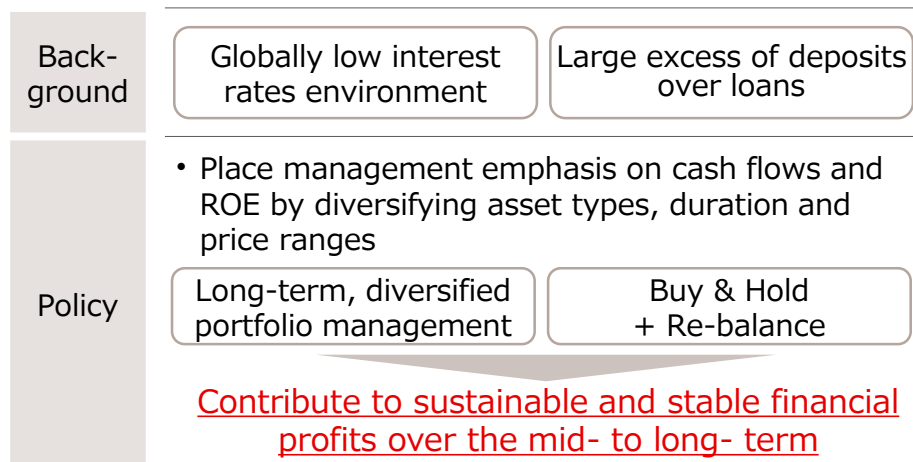 Back-
ground
Globally low interest
rates environment
Large excess of deposits
over loans
Policy
• Place management emphasis on cash flows and
ROE by diversifying asset types, duration and
price ranges
Long-term, diversified
portfolio management
Buy & Hold
+ Re-balance
Contribute to sustainable and stable financial
profits over the mid- to long- term